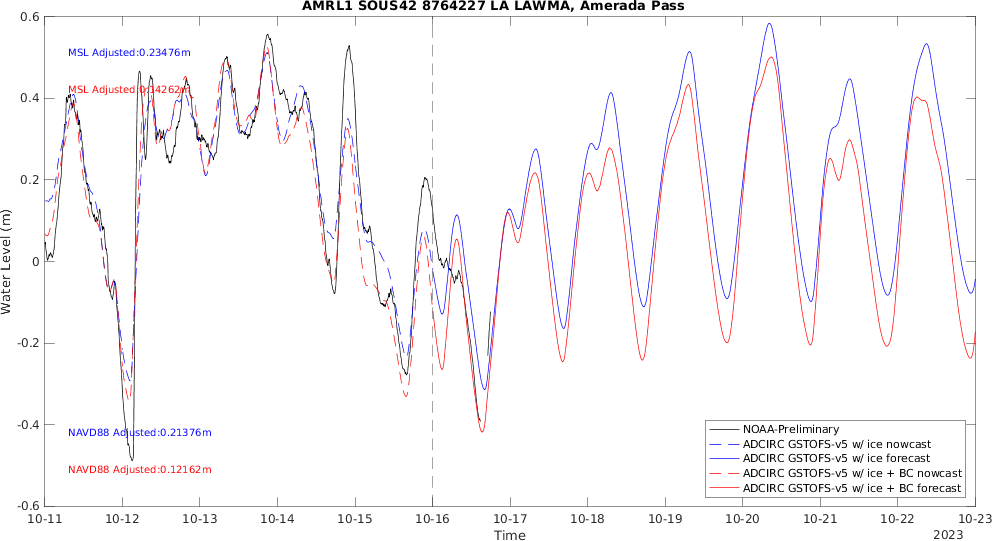 AMRL1 SOUS42 8764227 LA LAWMA, Amerada Pass
0.6
MSL Adjusted:0.23476m
MSL Adjusted:0.14262m
0.4
0.2
0
-0.2
-0.4
-0.6
Water Level (m)
NAVD88 Adjusted:0.21376m
NAVD88 Adjusted:0.12162m
NOAA-Preliminary
ADCIRC GSTOFS-v5 w/ ice nowcast
ADCIRC GSTOFS-v5 w/ ice forecast
ADCIRC GSTOFS-v5 w/ ice + BC nowcast
ADCIRC GSTOFS-v5 w/ ice + BC forecast
10-11 10-12 10-13 10-14 10-15 10-16 10-17 10-18 10-19 10-20 10-21 10-22 10-23
Time
2023